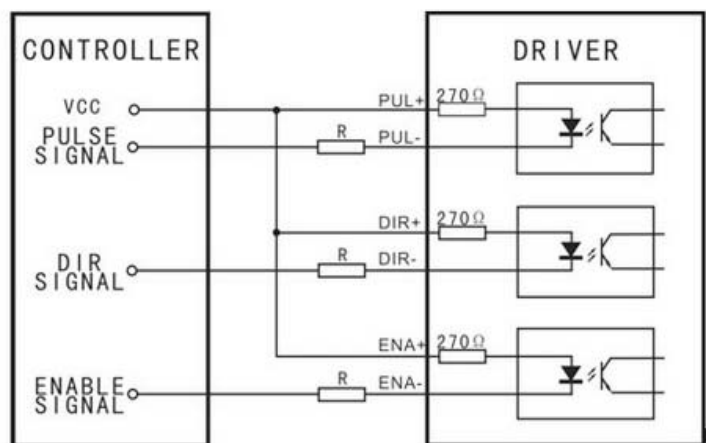 CONTROLLER
DRIVER
VCC
PUL+ 270Ω
PULSE
SIGNAL
R PUL-
DIR+ 270Ω
DIR
SIGNAL
R DIR-
ENA+ 270Ω
ENABLE
SIGNAL
R ENA-